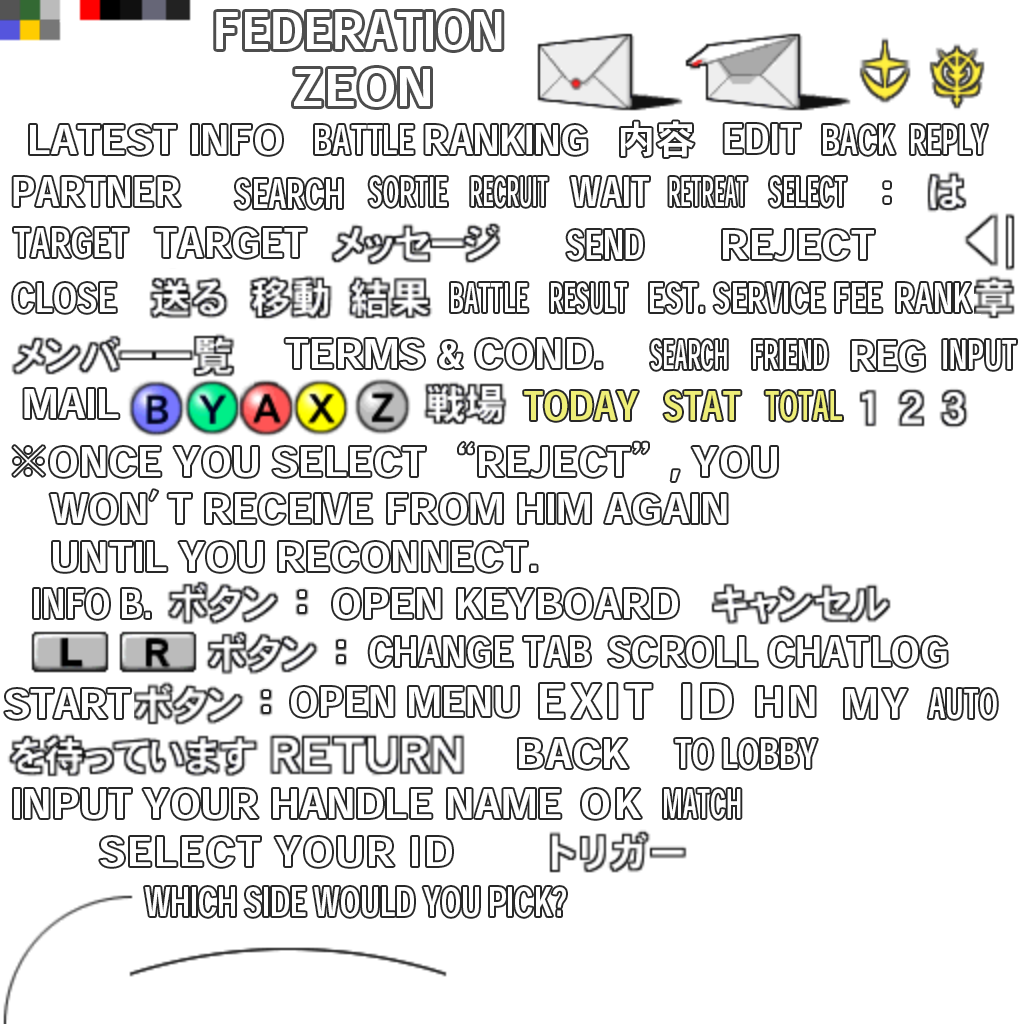 FEDERATION
ZEON
LATEST INFO BATTLE RANKING 内容 EDIT BACK REPLY
PARTNER SEARCH SORTIE RECRUIT WAIT RETREAT SELECT : は
TARGET TARGET メッセージ SEND REJECT
CLOSE 送る 移動 結果 BATTLE RESULT EST. SERVICE FEE RANK章
メンバー一覧 TERMS & COND. SEARCH FRIEND REG INPUT
MAIL B Y A X Z 戦場 TODAY STAT TOTAL 1 2 3
※ONCE YOU SELECT “REJECT”, YOU
WON'T RECEIVE FROM HIM AGAIN
UNTIL YOU RECONNECT.
INFO B. ボタン : OPEN KEYBOARD キャンセル
L R ボタン : CHANGE TAB SCROLL CHATLOG
STARTボタン : OPEN MENU EXIT ID HN MY AUTO
を待っています RETURN BACK TO LOBBY
INPUT YOUR HANDLE NAME OK MATCH
SELECT YOUR ID トリガー
WHICH SIDE WOULD YOU PICK?